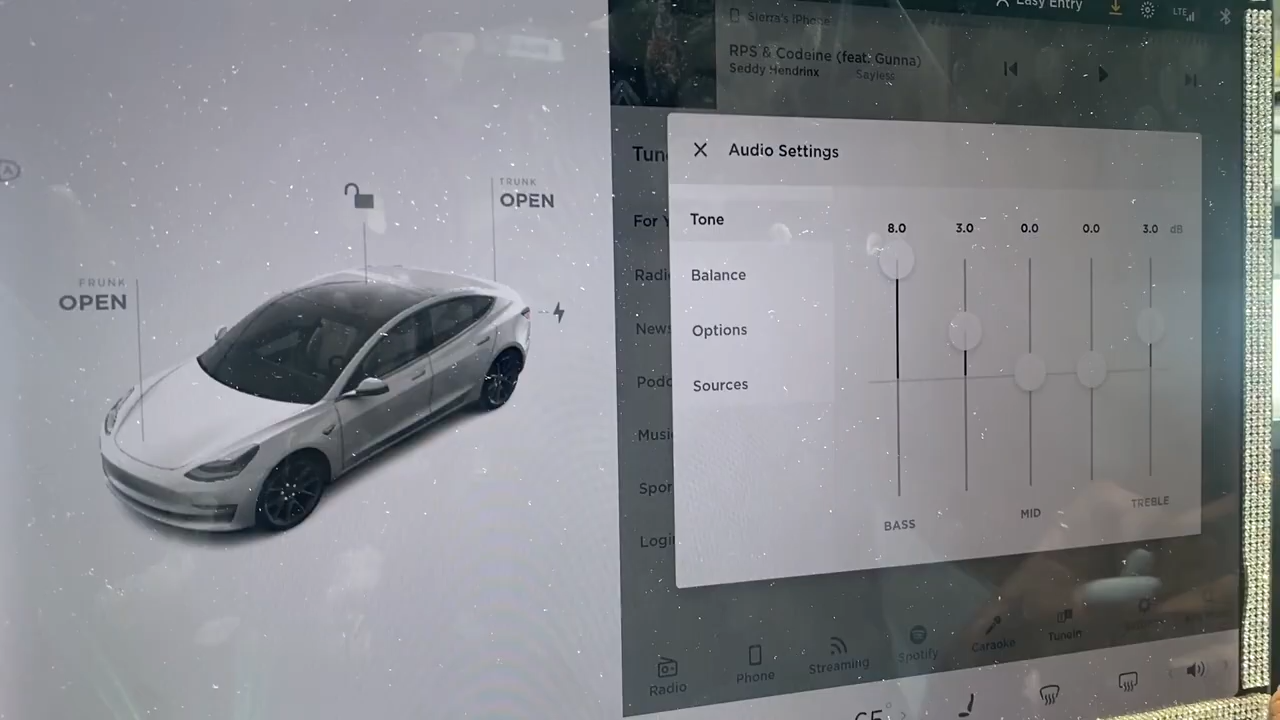 Easy Entry
LTE
Sierra's iPhone
RPS & Codeine (feat. Gunna)
Seddy Hendrinx
Sayless
A
TRUNK
OPEN
FRUNK
OPEN
Audio Settings
Tone
Balance
Options
Sources
8.0
3.0
0.0
0.0
3.0 dB
BASS
MID
TREBLE
Tun
For Y
Radi
News
Podc
Musi
Spor
Logi
Radio
Phone
Streaming
Spotify
Caraoke
TuneIn